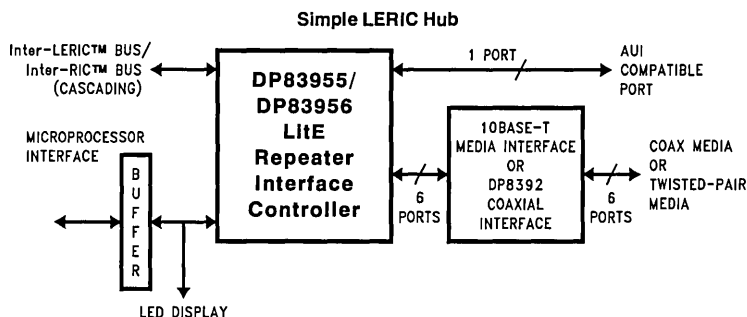 Simple LERIC Hub
Inter-LERIC™ BUS/
Inter-RIC™ BUS
(CASCADING)
DP83955/
DP83956
LitE
Repeater
Interface
Controller
1 PORT
AUI
COMPATIBLE
PORT
MICROPROCESSOR
INTERFACE
BUFFER
LED DISPLAY
6
PORTS
10BASE-T
MEDIA INTERFACE
OR
DP8392
COAXIAL
INTERFACE
6
PORTS
COAX MEDIA
OR
TWISTED-PAIR
MEDIA